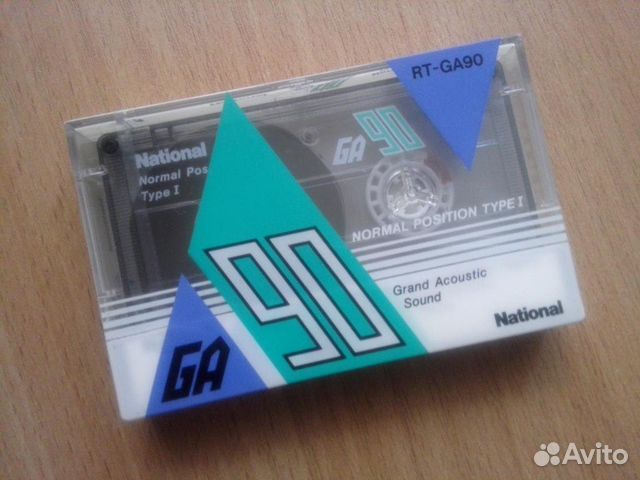 RT-GA90
National
Normal Pos
Type I
GA 90
NORMAL POSITION TYPE I
Grand Acoustic
Sound
National
GA 90
Avito